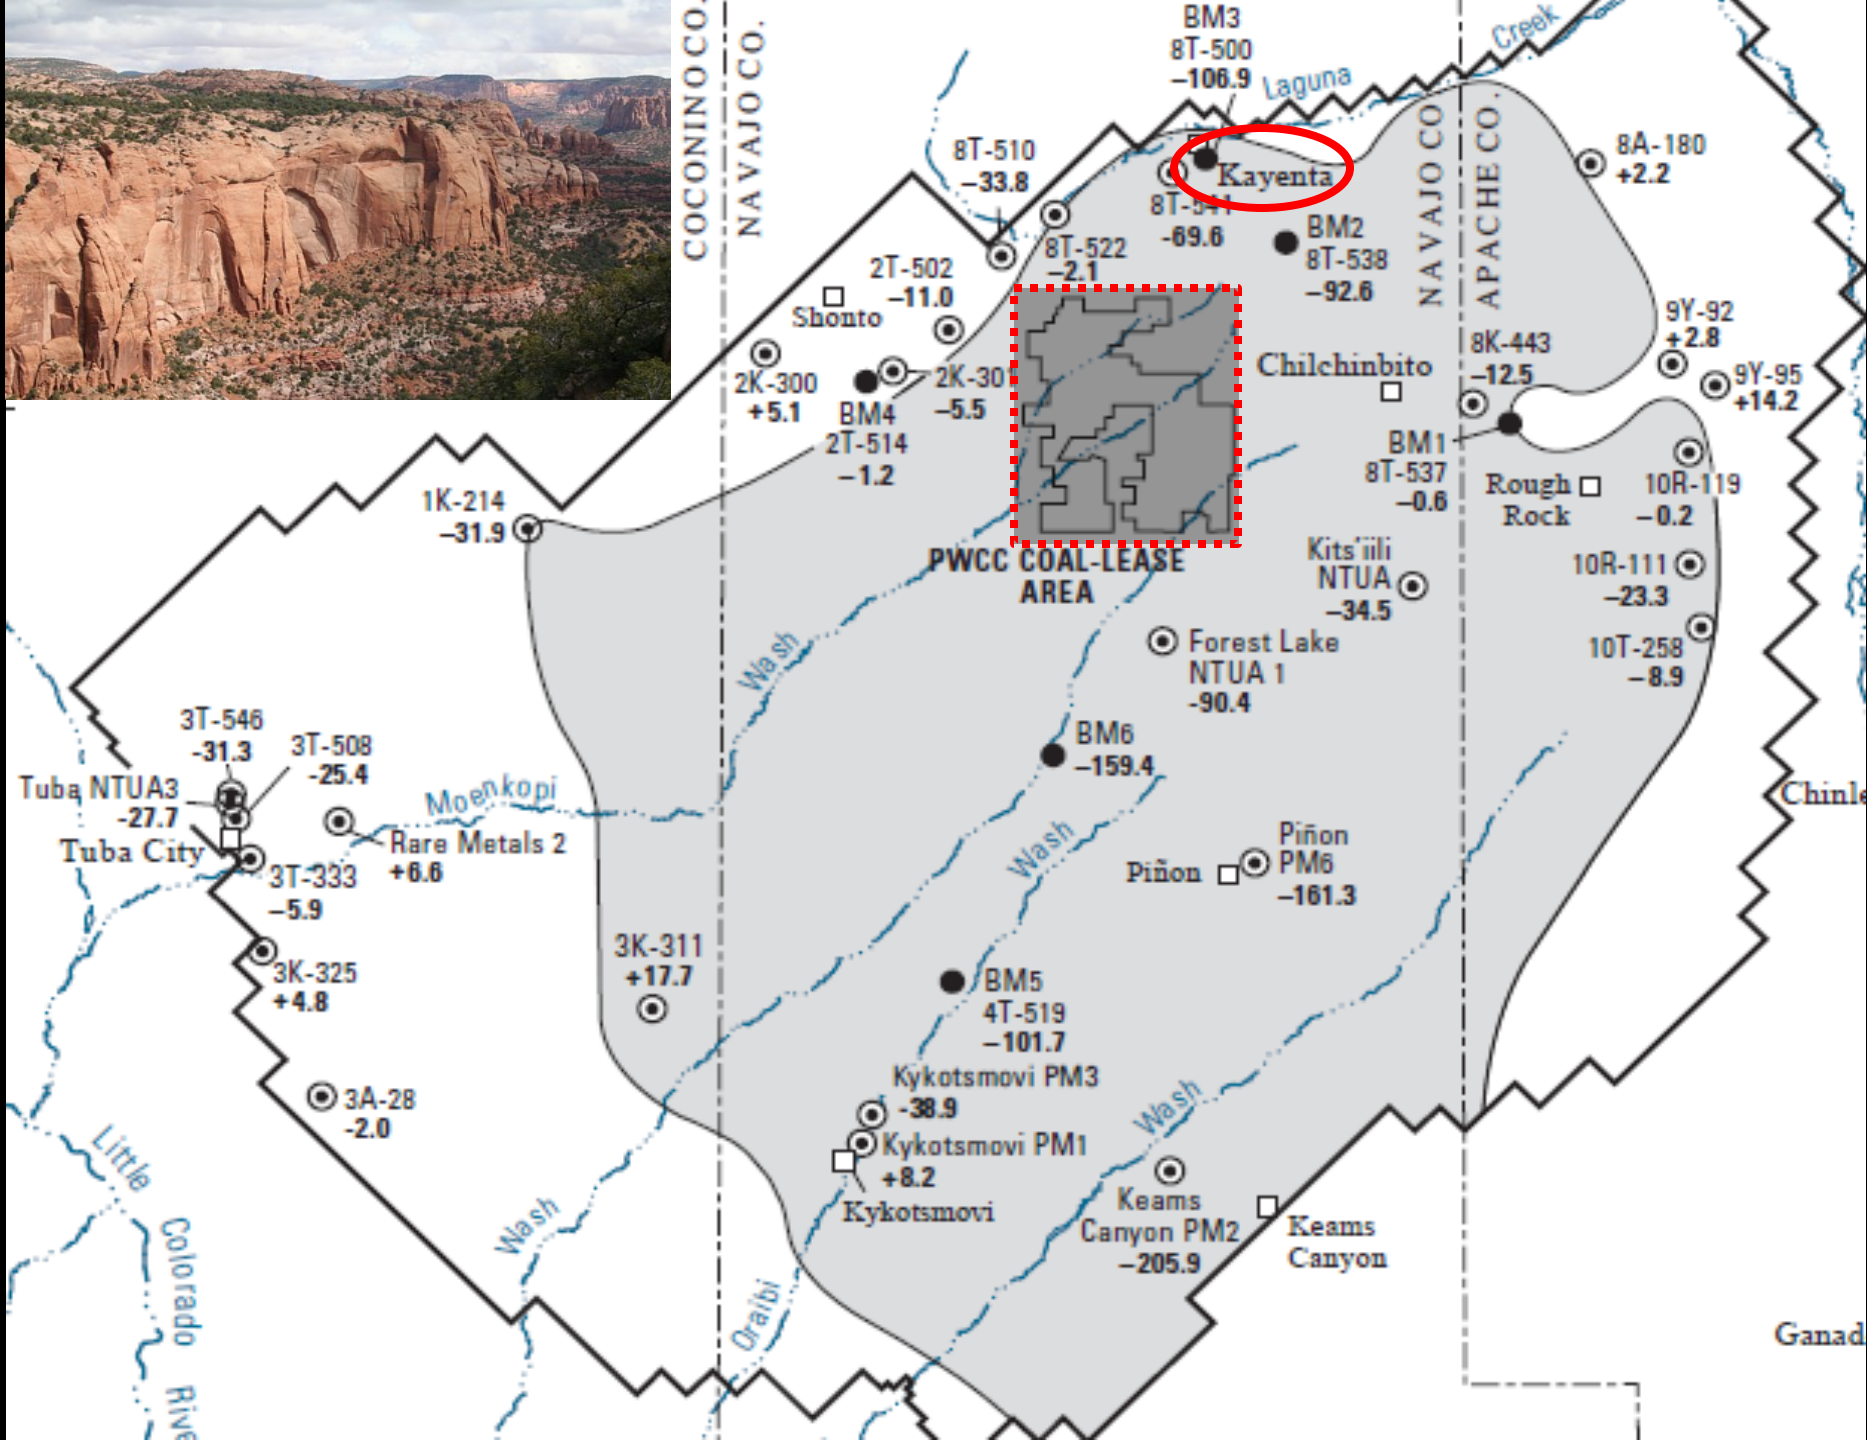 COCONINO CO.
NAVAJO CO.
BM3
8T-500
–106.9
Laguna
Creek
Kayenta
8T-541
-69.6
8T-510
–33.8
8T-522
–2.1
BM2
8T-538
–92.6
NAVAJO CO
APACHE CO.
8A-180
+2.2
2T-502
–11.0
Shonto
2K-300
+5.1
BM4
2T-514
–1.2
2K-301
–5.5
Chilchinbito
8K-443
–12.5
9Y-92
+2.8
9Y-95
+14.2
BM1
8T-537
–0.6
Rough
Rock
10R-119
–0.2
1K-214
–31.9
PWCC COAL-LEASE
AREA
Kits'iili
NTUA
–34.5
10R-111
–23.3
10T-258
–8.9
Forest Lake
NTUA 1
-90.4
Wash
3T-546
-31.3
3T-508
-25.4
Tuba NTUA3
-27.7
Tuba City
Moenkopi
Rare Metals 2
+6.6
3T-333
–5.9
BM6
–159.4
Chinle
Wash
Piñon
Piñon
PM6
–161.3
3K-311
+17.7
3K-325
+4.8
BM5
4T-519
–101.7
3A-28
-2.0
Kykotsmovi PM3
-38.9
Kykotsmovi PM1
+8.2
Kykotsmovi
Wash
Keams
Canyon PM2
–205.9
Keams
Canyon
Wash
Oraibi
Little
Colorado
Rive
Ganad